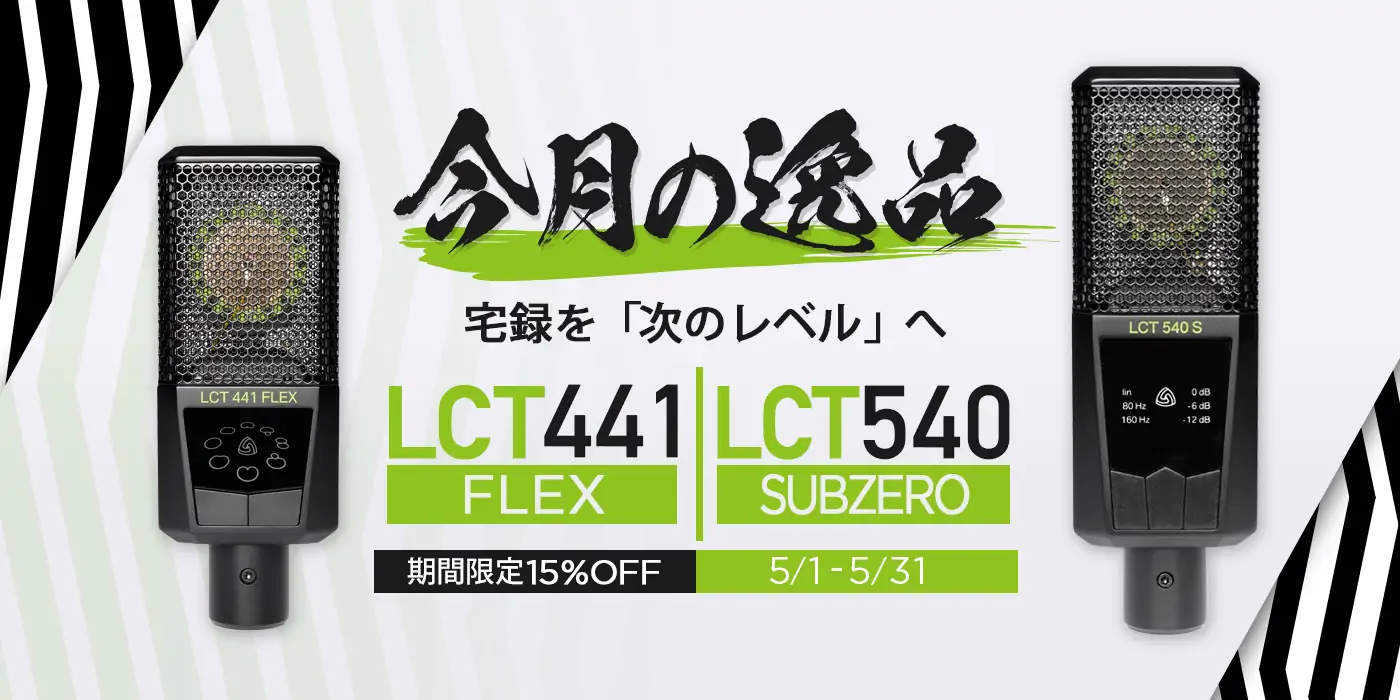 今月の逸品
宅録を「次のレベル」へ
LCT441
FLEX
LCT540
SUBZERO
期間限定15%OFF
5/1-5/31
LCT 441 FLEX
LCT 540 S
lin 0 dB
80 Hz -6 dB
160 Hz -12 dB